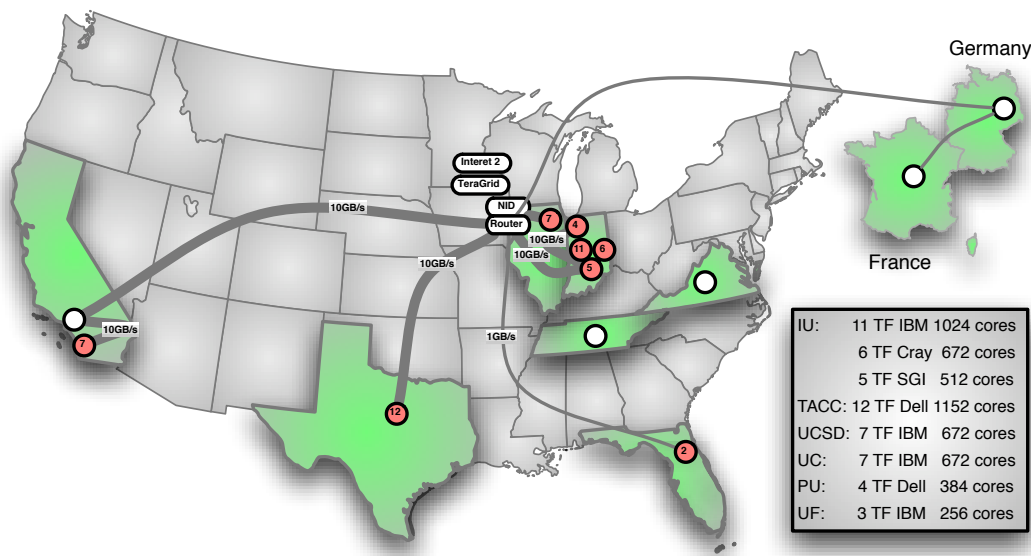 Germany
Interet 2
TeraGrid
NID
Router
7
4
10GB/s
10GB/s
11
6
10GB/s
10GB/s
5
France
10GB/s
7
1GB/s
12
2
IU: 11 TF IBM 1024 cores
6 TF Cray 672 cores
5 TF SGI 512 cores
TACC: 12 TF Dell 1152 cores
UCSD: 7 TF IBM 672 cores
UC: 7 TF IBM 672 cores
PU: 4 TF Dell 384 cores
UF: 3 TF IBM 256 cores